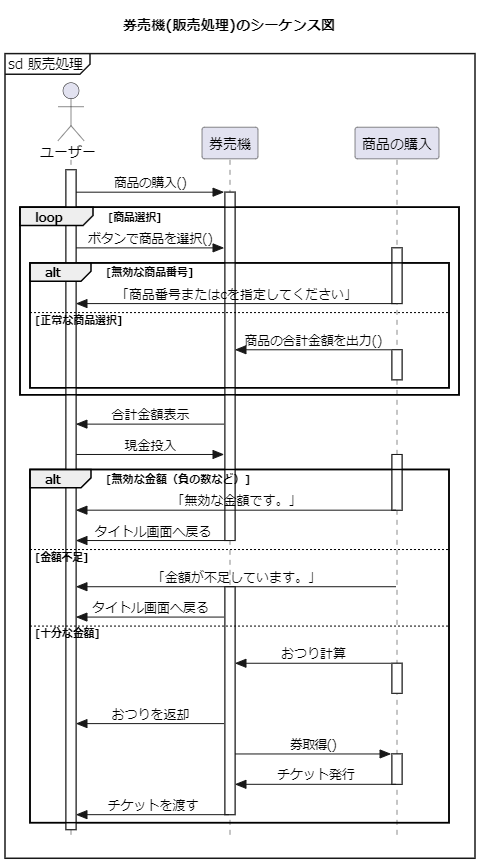 券売機(販売処理)のシーケンス図
sd 販売処理
ユーザー
券売機
商品の購入
商品の購入()
loop [商品選択]
ボタンで商品を選択()
alt [無効な商品番号]
「商品番号またはcを指定してください」
[正常な商品選択]
商品の合計金額を出力()
合計金額表示
現金投入
alt [無効な金額（負の数など）]
「無効な金額です。」
タイトル画面へ戻る
[金額不足]
「金額が不足しています。」
タイトル画面へ戻る
[十分な金額]
おつり計算
おつりを返却
券取得()
チケット発行
チケットを渡す